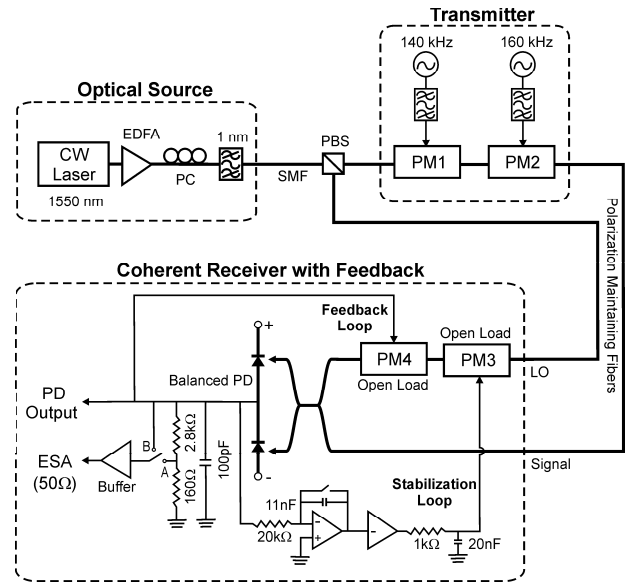 Transmitter
140 kHz
160 kHz
Optical Source
EDFA
1 nm
PBS
CW
Laser
PC
SMF
PM1
PM2
1550 nm
Polarization Maintaining Fibers
Coherent Receiver with Feedback
Feedback
Loop
Open Load
PM4
PM3
Open Load
LO
+
Balanced PD
PD
Output
B
2.8kΩ
100pF
ESA
(50Ω)
Buffer
A
160Ω
-
Signal
Stabilization
Loop
11nF
-
+
-
20kΩ
1kΩ
20nF